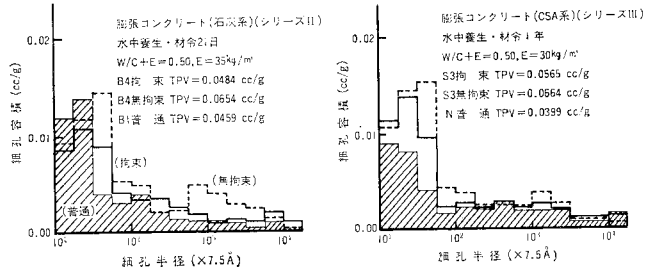 膨張コンクリート(石灰系)(シリーズII)
水中養生・材令27日
W/C+E=0.50,E=35kg/㎥
B4拘 束 TPV=0.0484 cc/g
B4無拘束 TPV=0.0654 cc/g
B1普 通 TPV=0.0459 cc/g
0.02
0.01
0.00
細孔容積 (cc/g)
(拘束)
(無拘束)
(普通)
細孔半径 (×7.5Å)
膨張コンクリート(CSA系)(シリーズIII)
水中養生・材令1年
W/C+E=0.50,E=30kg/㎥
S3拘 束 TPV=0.0565 cc/g
S3無拘束 TPV=0.0664 cc/g
N 普 通 TPV=0.0399 cc/g
0.02
0.01
0.00
細孔容積 (cc/g)
10²
細孔半径 (×7.5Å)